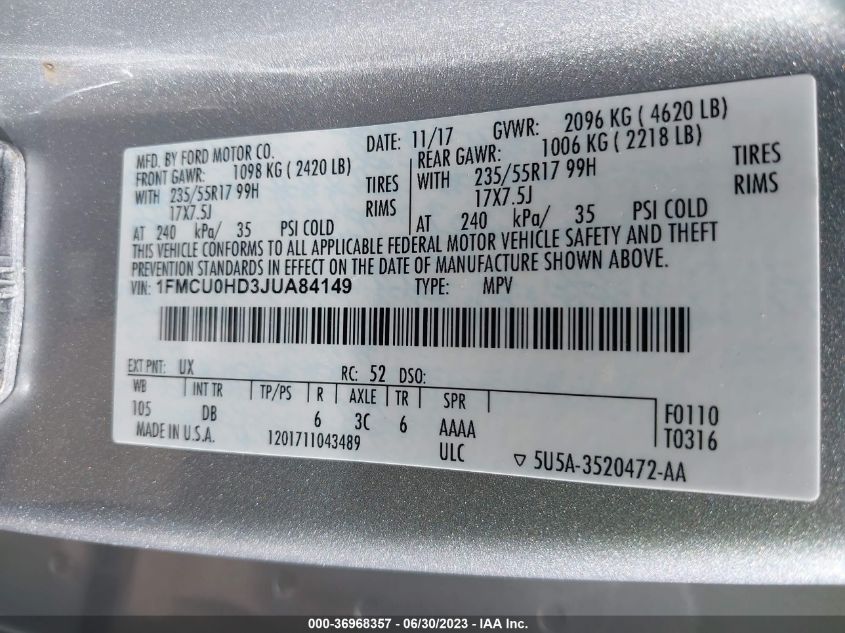 MFD. BY FORD MOTOR CO. DATE: 11/17 GVWR: 2096 KG ( 4620 LB)
FRONT GAWR: 1098 KG ( 2420 LB) REAR GAWR: 1006 KG ( 2218 LB)
WITH 235/55R17 99H TIRES WITH 235/55R17 99H TIRES
17X7.5J RIMS 17X7.5J RIMS
AT 240 kPa/ 35 PSI COLD AT 240 kPa/ 35 PSI COLD
THIS VEHICLE CONFORMS TO ALL APPLICABLE FEDERAL MOTOR VEHICLE SAFETY AND THEFT
PREVENTION STANDARDS IN EFFECT ON THE DATE OF MANUFACTURE SHOWN ABOVE.
VIN: 1FMCU0HD3JUA84149 TYPE: MPV
EXT PNT: UX RC: 52 DSO:
WB INT TR TP/PS R AXLE TR SPR
105 DB 6 3C 6 AAAA F0110
MADE IN U.S.A. 1201711043489 ULC T0316
▽ 5U5A-3520472-AA
000-36968357 - 06/30/2023 - IAA Inc.